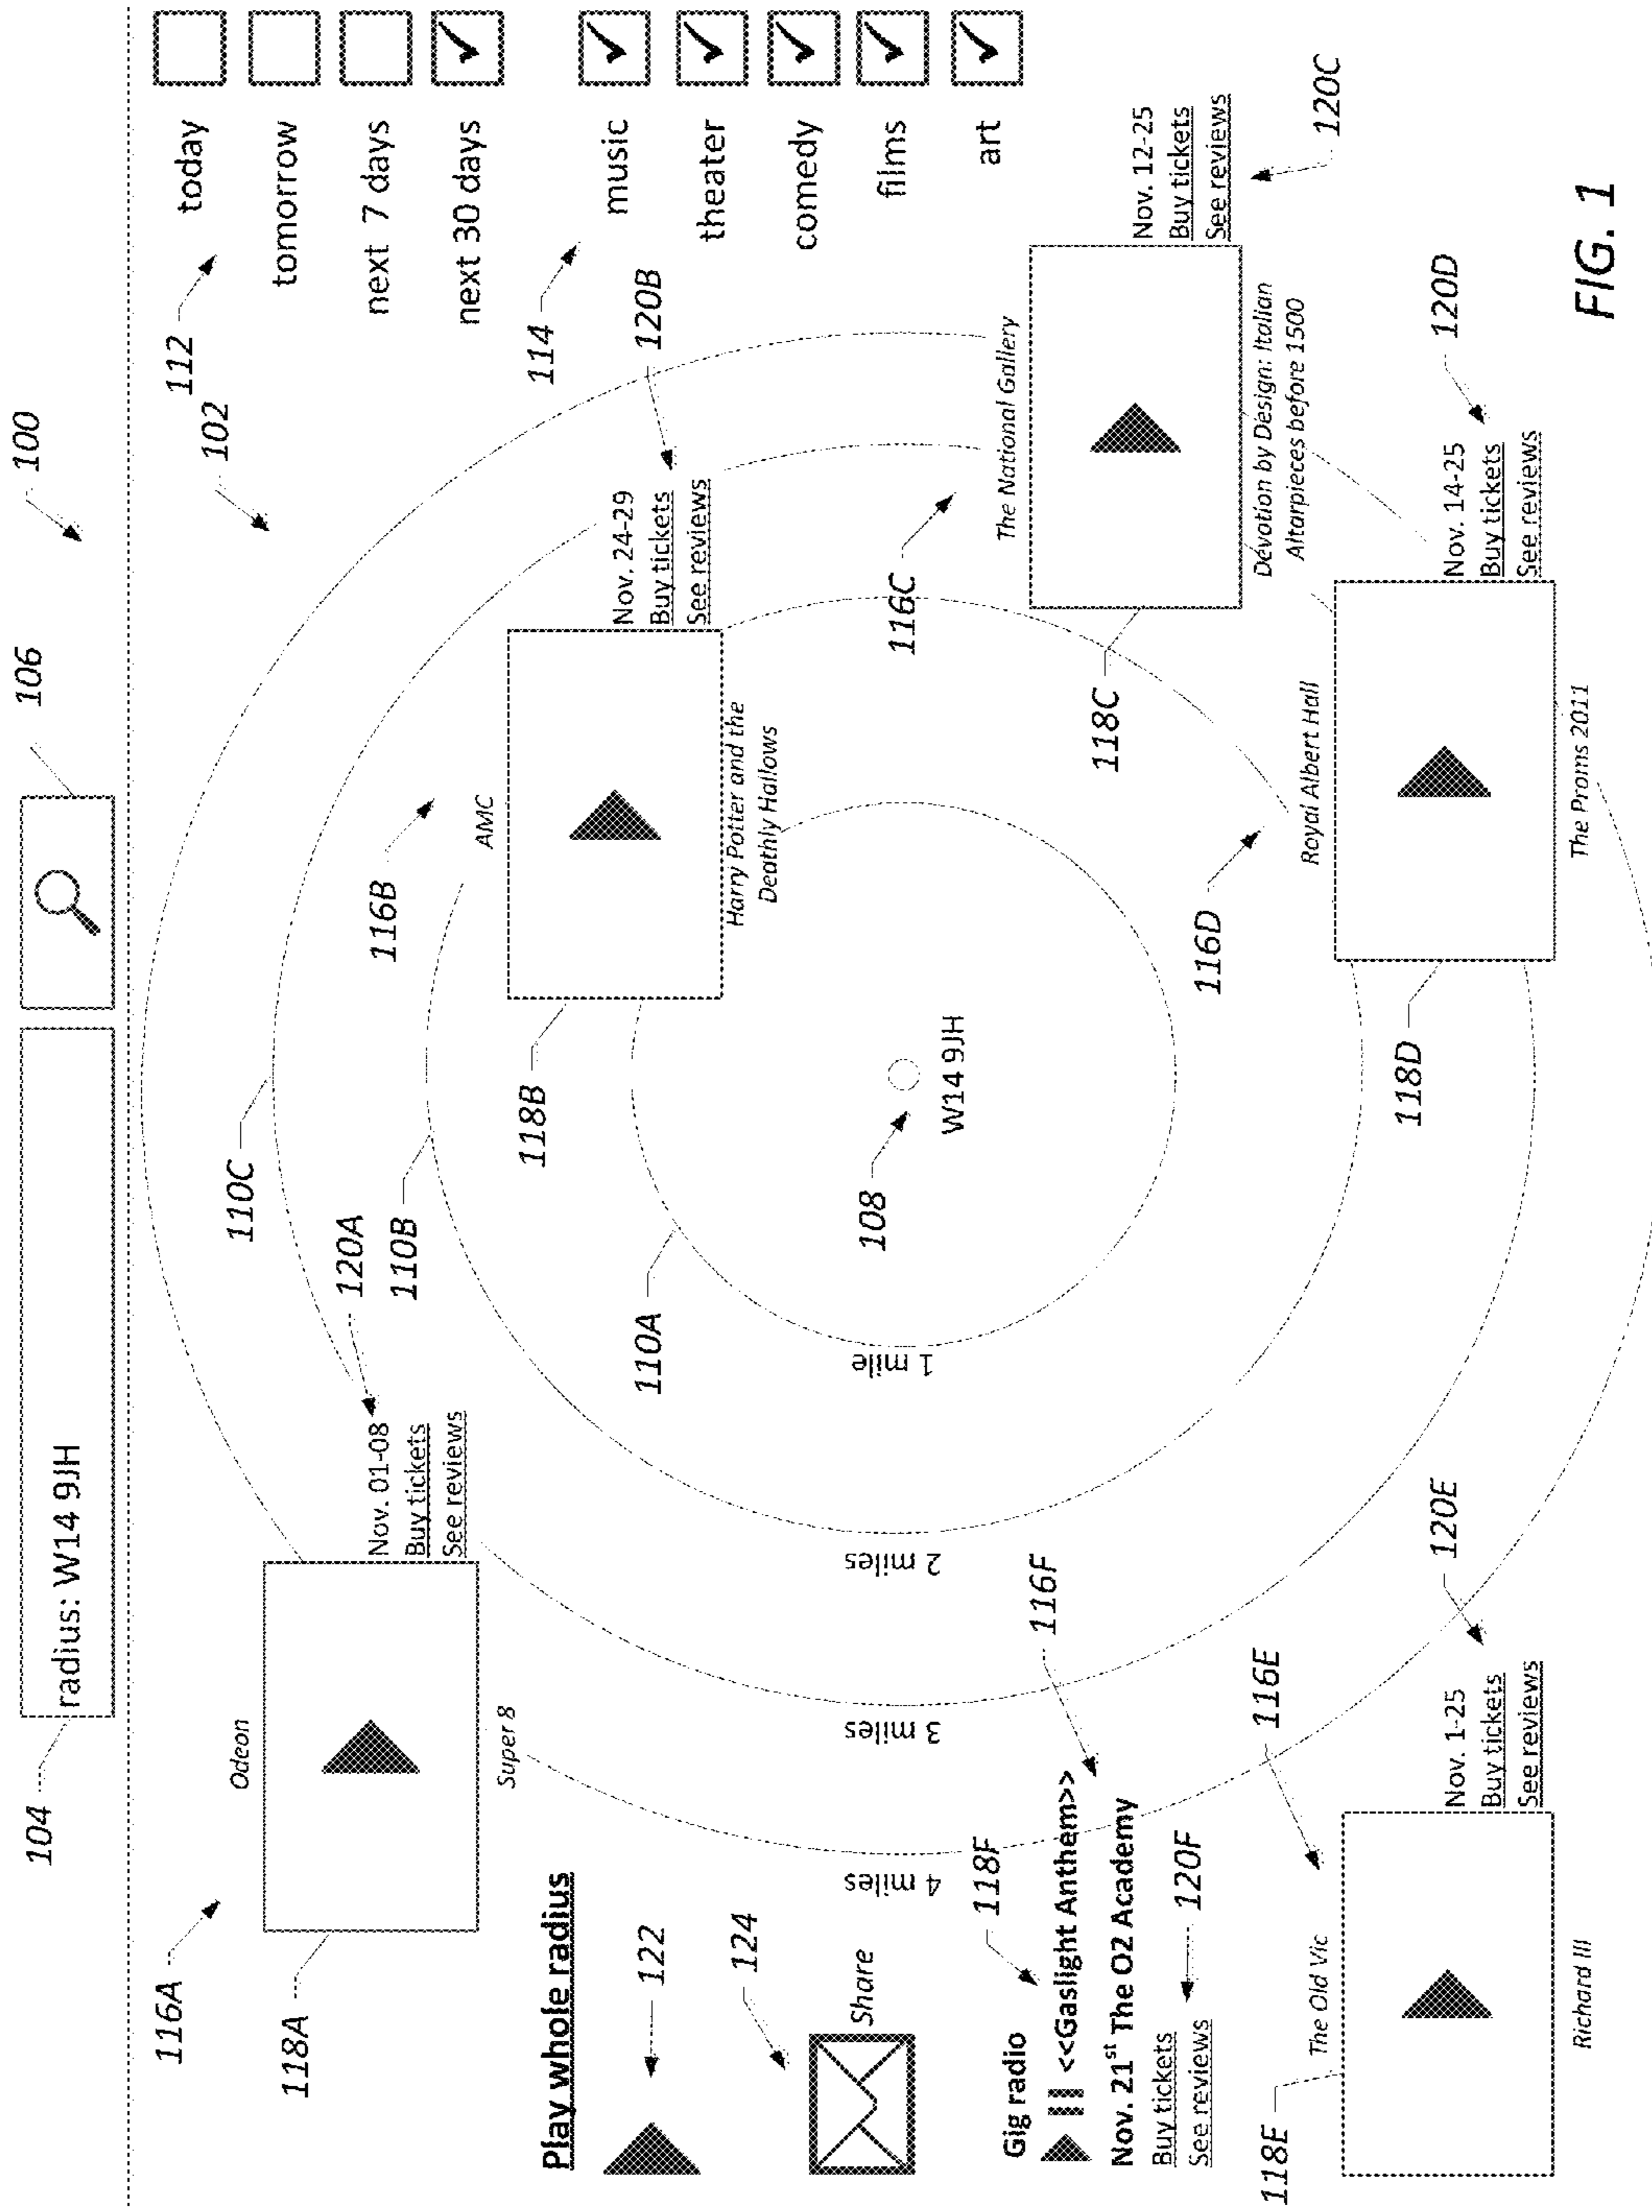 100
106
104
radius: W14 9JH
112
102
today
tomorrow
next 7 days
next 30 days
114
music
theater
comedy
films
art
116A
Odeon
118A
Super 8
120A
Nov. 01-08
Buy tickets
See reviews
110C
110B
110A
116B
AMC
118B
Harry Potter and the
Deathly Hallows
120B
Nov. 24-29
Buy tickets
See reviews
Play whole radius
122
124
Share
4 miles
3 miles
2 miles
1 mile
108
W14 9JH
116C
The National Gallery
118C
Devotion by Design: Italian
Altarpieces before 1500
Nov. 12-25
Buy tickets
See reviews
120C
118F
Gig radio
<<Gaslight Anthem>>
116F
Nov. 21st The O2 Academy
Buy tickets
See reviews
120F
116E
The Old Vic
118E
Richard III
120E
Nov. 1-25
Buy tickets
See reviews
116D
Royal Albert Hall
118D
The Proms 2011
120D
Nov. 14-25
Buy tickets
See reviews
FIG. 1